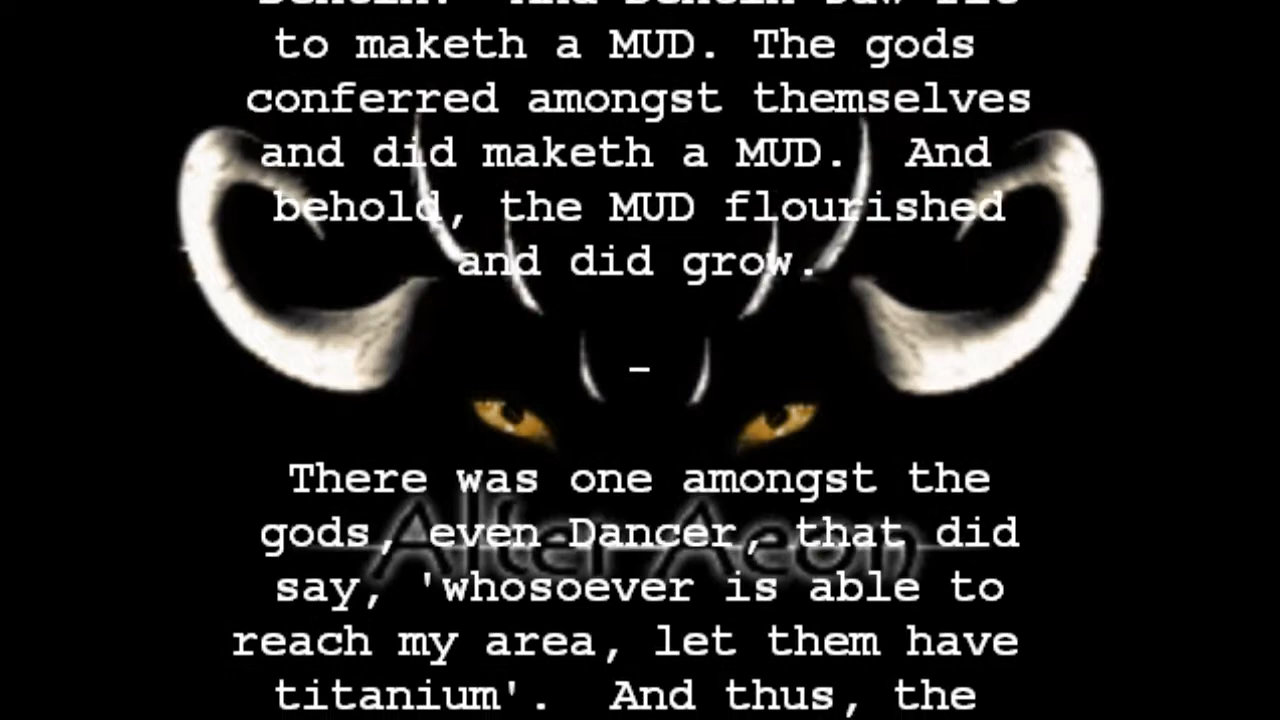 to maketh a MUD. The gods
conferred amongst themselves
and did maketh a MUD.  And
behold, the MUD flourished
and did grow.
-
There was one amongst the
gods, even Dancer, that did
Alter Aeon
say, 'whosoever is able to
reach my area, let them have
titanium'.  And thus, the